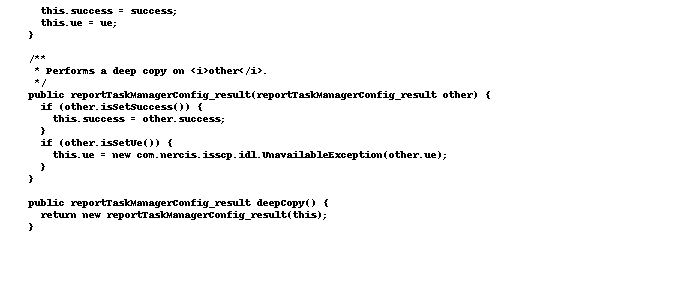 this.success = success;
this.ue = ue;
}
/**
* Performs a deep copy on <i>other</i>.
*/
public reportTaskManagerConfig_result(reportTaskManagerConfig_result other) {
if (other.isSetSuccess()) {
this.success = other.success;
}
if (other.isSetUe()) {
this.ue = new com.nercis.isscp.idl.UnavailableException(other.ue);
}
}
public reportTaskManagerConfig_result deepCopy() {
return new reportTaskManagerConfig_result(this);
}